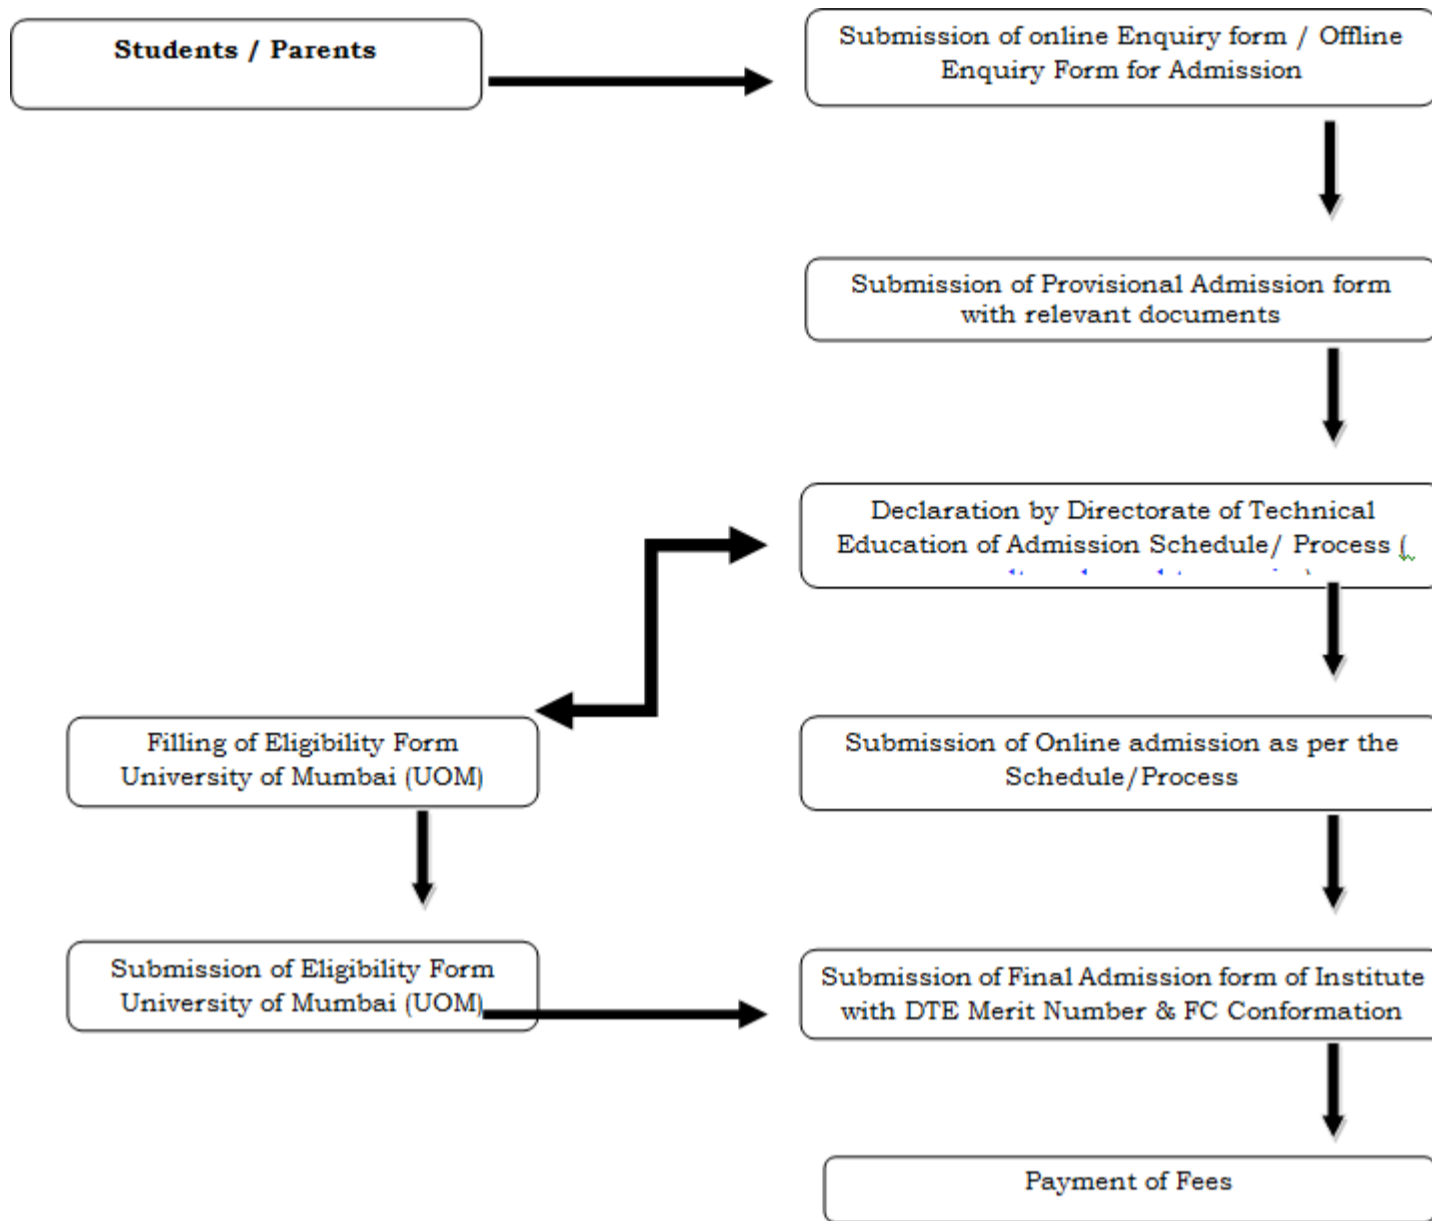 Students / Parents
Submission of online Enquiry form / Offline
Enquiry Form for Admission
Submission of Provisional Admission form
with relevant documents
Declaration by Directorate of Technical
Education of Admission Schedule/ Process (
)
Filling of Eligibility Form
University of Mumbai (UOM)
Submission of Online admission as per the
Schedule/Process
Submission of Eligibility Form
University of Mumbai (UOM)
Submission of Final Admission form of Institute
with DTE Merit Number & FC Conformation
Payment of Fees